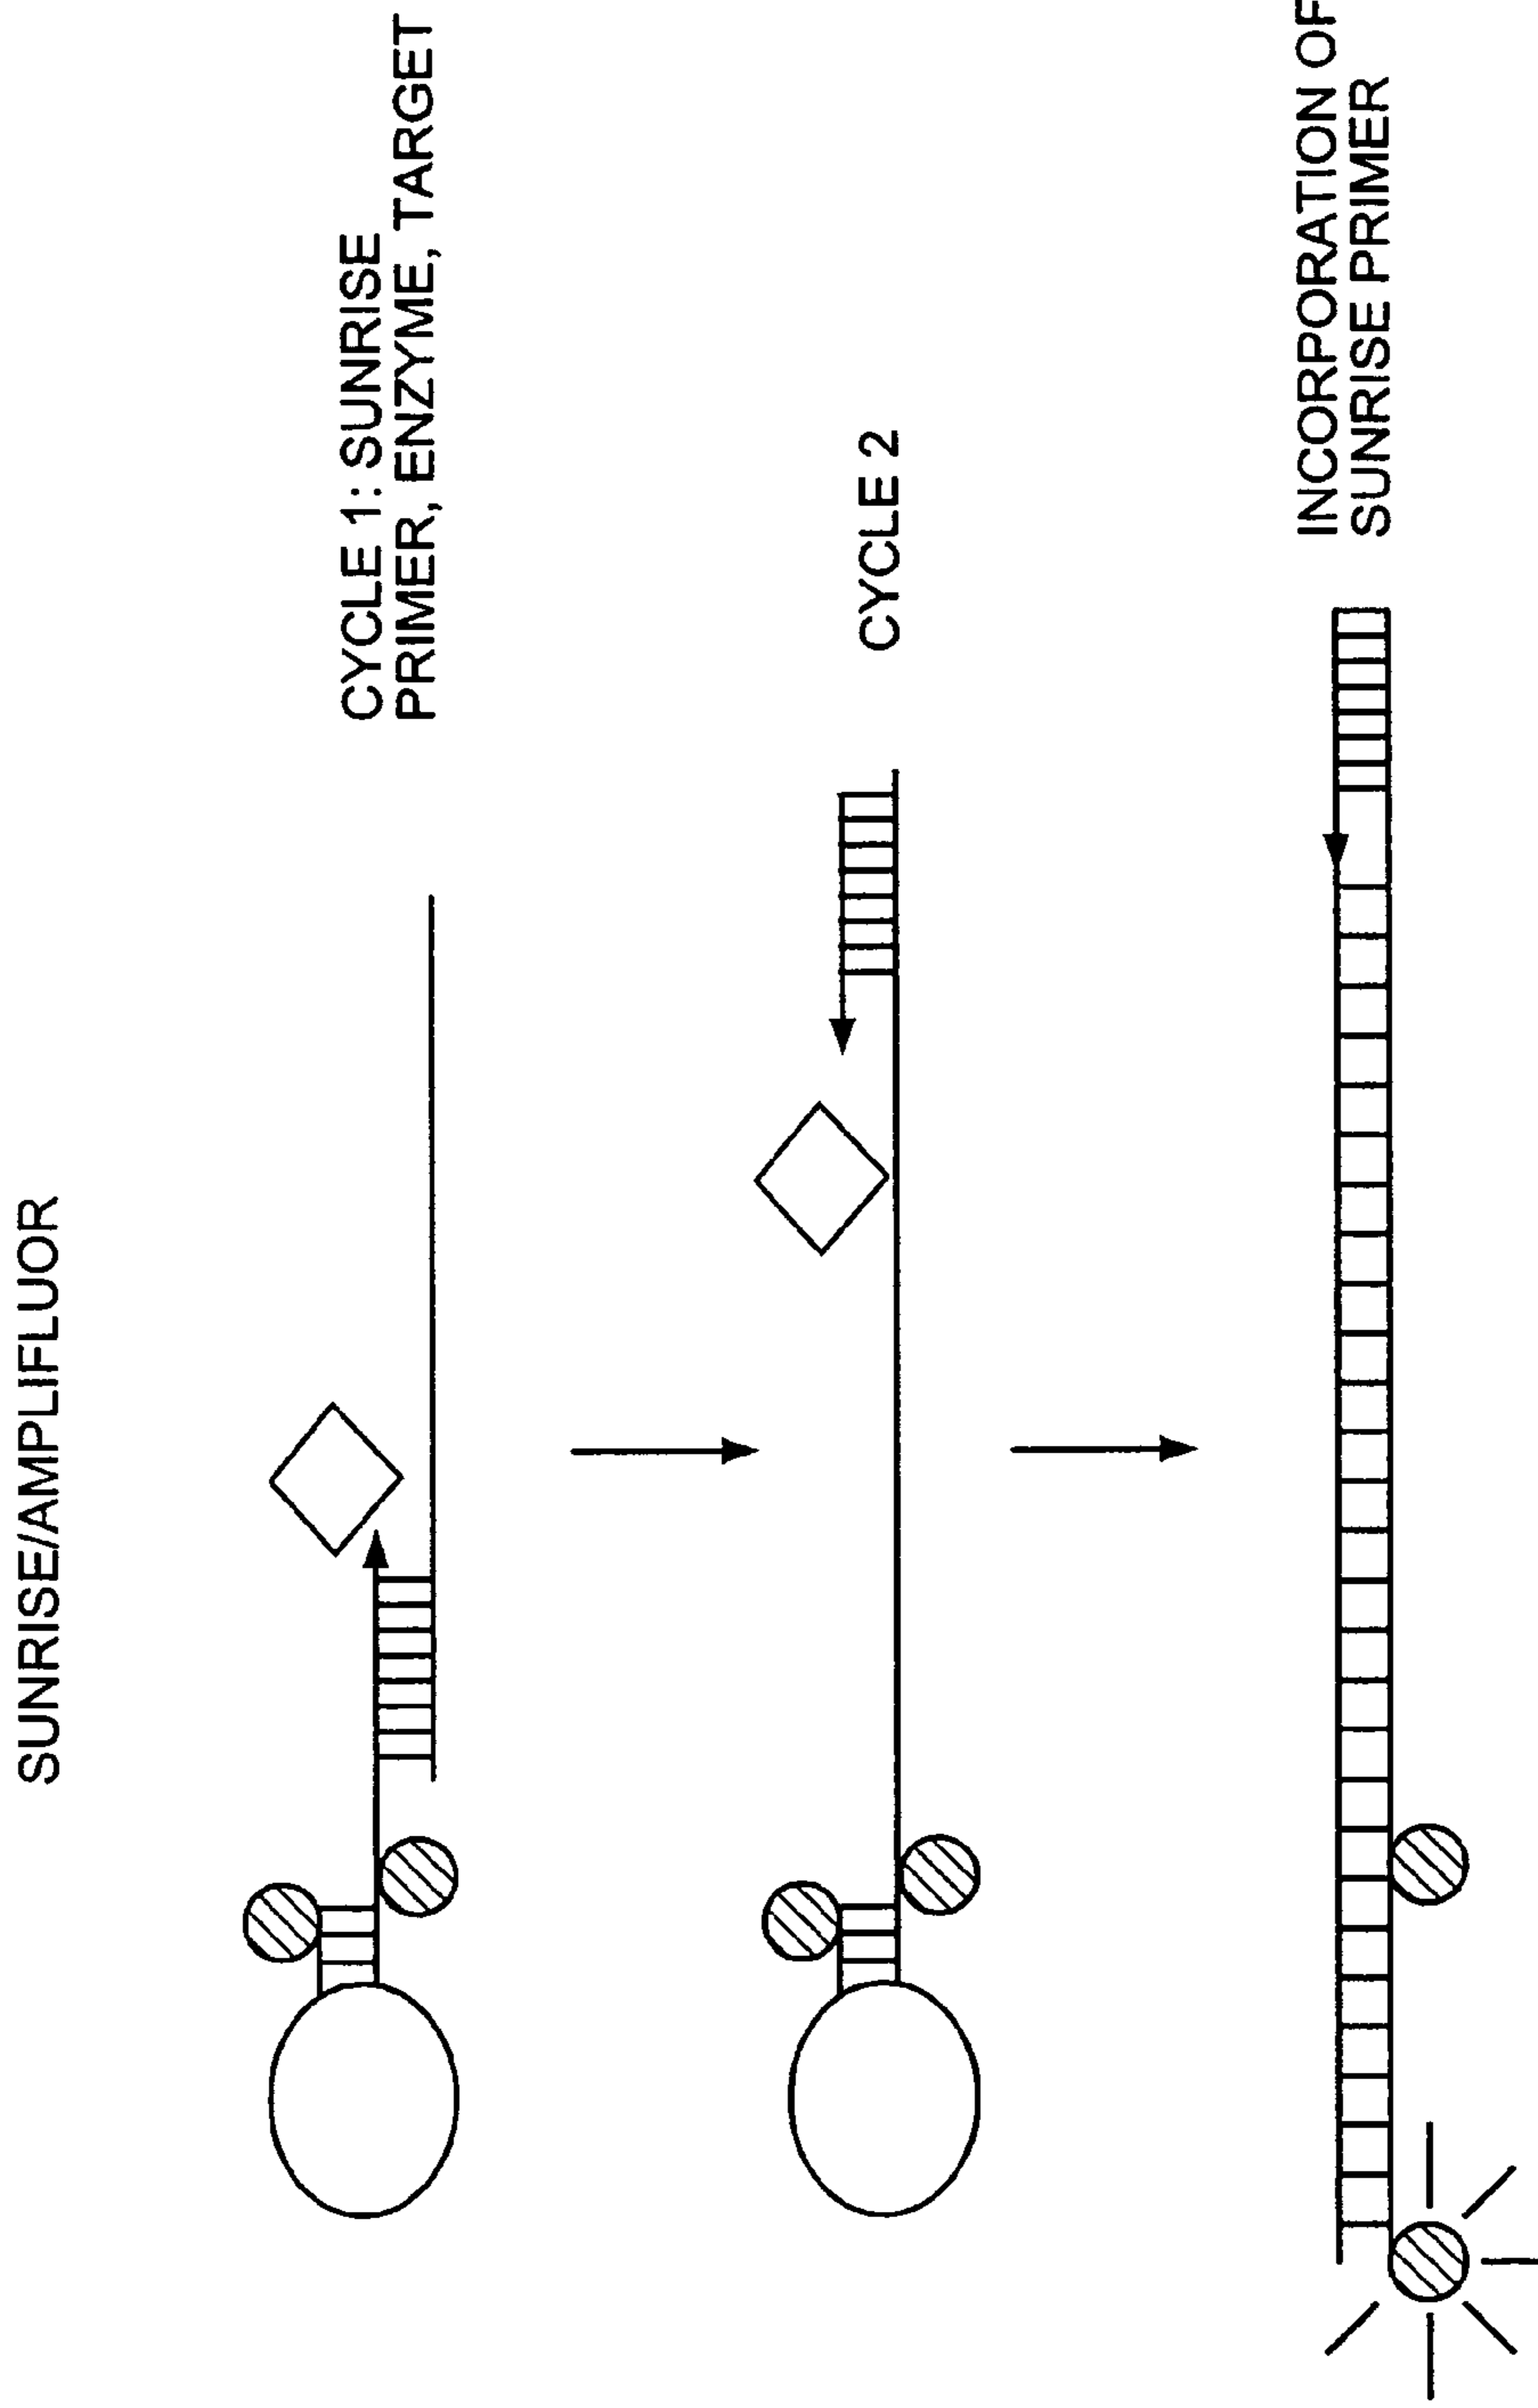 SUNRISE/AMPLIFLUOR
CYCLE 1: SUNRISE
PRIMER, ENZYME, TARGET
CYCLE 2
INCORPORATION OF
SUNRISE PRIMER